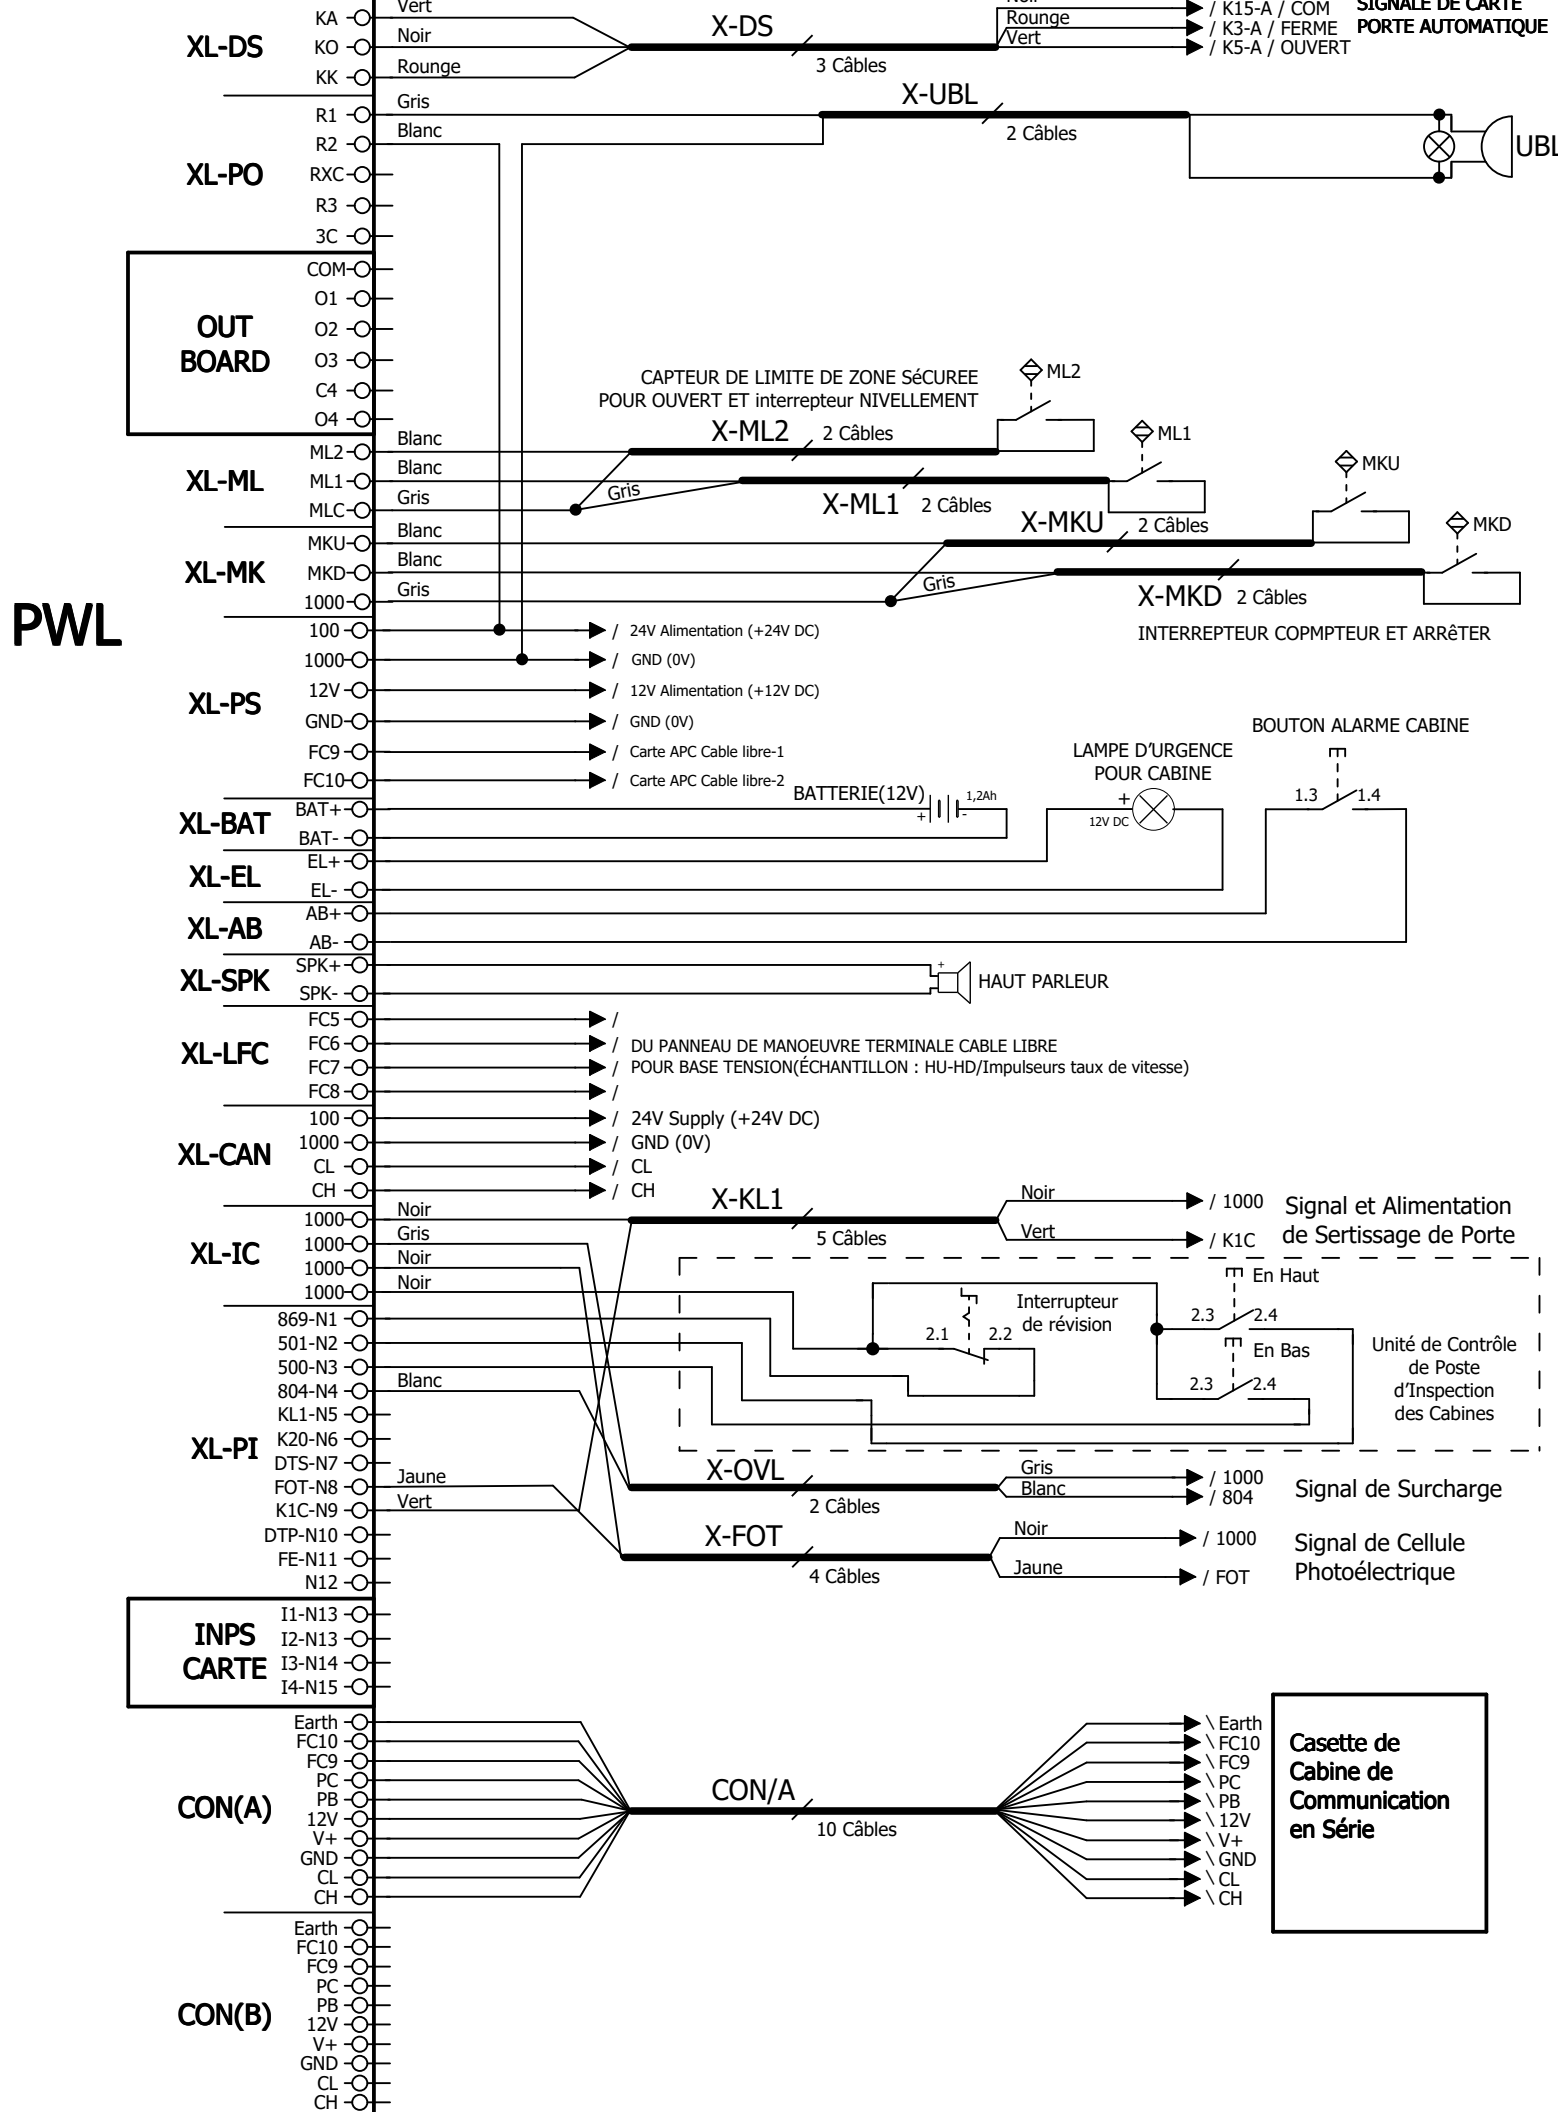 PWL
XL-DS
KA
Vert
KO
Noir
KK
Rounge
X-DS
3 Câbles
Noir
/ K15-A / COM
Rounge
/ K3-A / FERME
Vert
/ K5-A / OUVERT
SIGNALE DE CARTE
PORTE AUTOMATIQUE
XL-PO
R1
Gris
R2
Blanc
RXC
R3
3C
X-UBL
2 Câbles
UBL
OUT
BOARD
COM
O1
O2
O3
C4
O4
CAPTEUR DE LIMITE DE ZONE SéCUREE
POUR OUVERT ET interrepteur NIVELLEMENT
ML2
XL-ML
ML2
Blanc
ML1
Blanc
MLC
Gris
X-ML2
2 Câbles
Gris
X-ML1
2 Câbles
ML1
XL-MK
MKU
Blanc
MKD
Blanc
1000
Gris
X-MKU
2 Câbles
MKU
Gris
X-MKD
2 Câbles
MKD
INTERREPTEUR COPMPTEUR ET ARRêTER
XL-PS
100
/ 24V Alimentation (+24V DC)
1000
/ GND (0V)
12V
/ 12V Alimentation (+12V DC)
GND
/ GND (0V)
FC9
/ Carte APC Cable libre-1
FC10
/ Carte APC Cable libre-2
XL-BAT
BAT+
BAT-
BATTERIE(12V)
+
-
1,2Ah
LAMPE D'URGENCE
POUR CABINE
+
12V DC
BOUTON ALARME CABINE
1.3
1.4
XL-EL
EL+
EL-
XL-AB
AB+
AB-
XL-SPK
SPK+
SPK-
+
HAUT PARLEUR
XL-LFC
FC5
/
FC6
/ DU PANNEAU DE MANOEUVRE TERMINALE CABLE LIBRE
FC7
/ POUR BASE TENSION(ÉCHANTILLON : HU-HD/Impulseurs taux de vitesse)
FC8
/
XL-CAN
100
/ 24V Supply (+24V DC)
1000
/ GND (0V)
CL
/ CL
CH
/ CH
XL-IC
1000
Noir
1000
Gris
1000
Noir
1000
Noir
X-KL1
5 Câbles
Noir
/ 1000
Vert
/ K1C
Signal et Alimentation
de Sertissage de Porte
Interrupteur
de révision
2.1
2.2
En Haut
2.3
2.4
En Bas
2.3
2.4
Unité de Contrôle
de Poste
d'Inspection
des Cabines
XL-PI
869-N1
501-N2
500-N3
804-N4
Blanc
KL1-N5
K20-N6
DTS-N7
FOT-N8
Jaune
K1C-N9
Vert
DTP-N10
FE-N11
N12
X-OVL
2 Câbles
Gris
/ 1000
Blanc
/ 804
Signal de Surcharge
X-FOT
4 Câbles
Noir
/ 1000
Jaune
/ FOT
Signal de Cellule
Photoélectrique
INPS
CARTE
I1-N13
I2-N13
I3-N14
I4-N15
CON(A)
Earth
FC10
FC9
PC
PB
12V
V+
GND
CL
CH
CON/A
10 Câbles
\ Earth
\ FC10
\ FC9
\ PC
\ PB
\ 12V
\ V+
\ GND
\ CL
\ CH
Casette de
Cabine de
Communication
en Série
CON(B)
Earth
FC10
FC9
PC
PB
12V
V+
GND
CL
CH